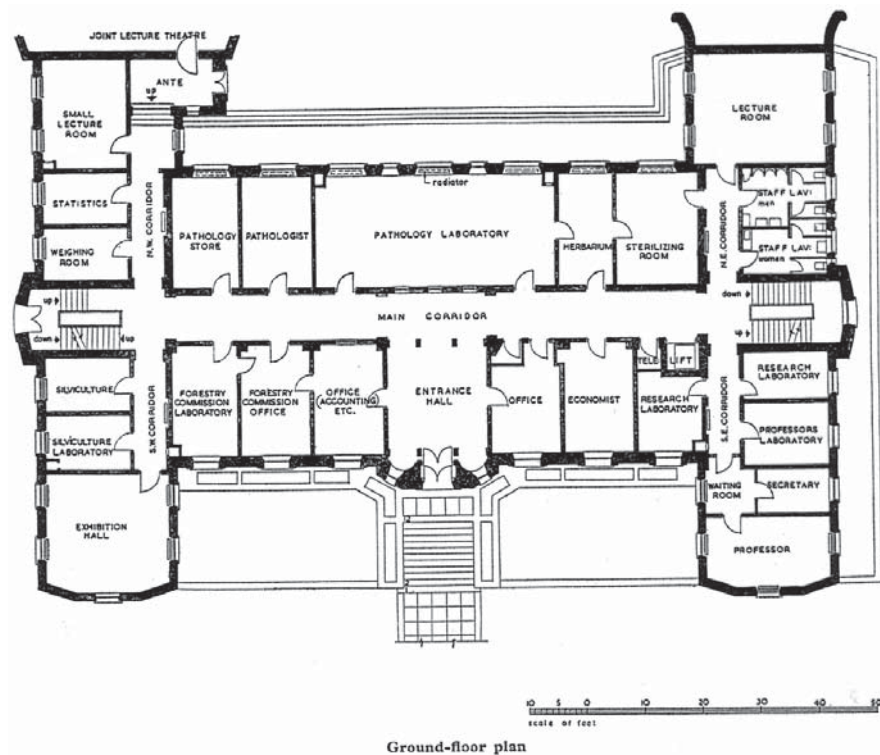 JOINT LECTURE THEATRE
ANTE
up
SMALL
LECTURE
ROOM
LECTURE
ROOM
radiator
STATISTICS
STAFF LAV:
men
N.W. CORRIDOR
N.E. CORRIDOR
PATHOLOGY
STORE
PATHOLOGIST
PATHOLOGY LABORATORY
HERBARIUM
STERILIZING
ROOM
WEIGHING
ROOM
STAFF LAV:
women
up
down
up
MAIN CORRIDOR
down
up
SILVICULTURE
FORESTRY
COMMISSION
LABORATORY
FORESTRY
COMMISSION
OFFICE
OFFICE
(ACCOUNTING
ETC.)
ENTRANCE
HALL
OFFICE
ECONOMIST
TELE
LIFT
RESEARCH
LABORATORY
RESEARCH
LABORATORY
S.W. CORRIDOR
S.E. CORRIDOR
SILVICULTURE
LABORATORY
PROFESSORS
LABORATORY
WAITING
ROOM
SECRETARY
EXHIBITION
HALL
PROFESSOR
10 5 0 10 20 30 40 50
scale of feet
Ground-floor plan